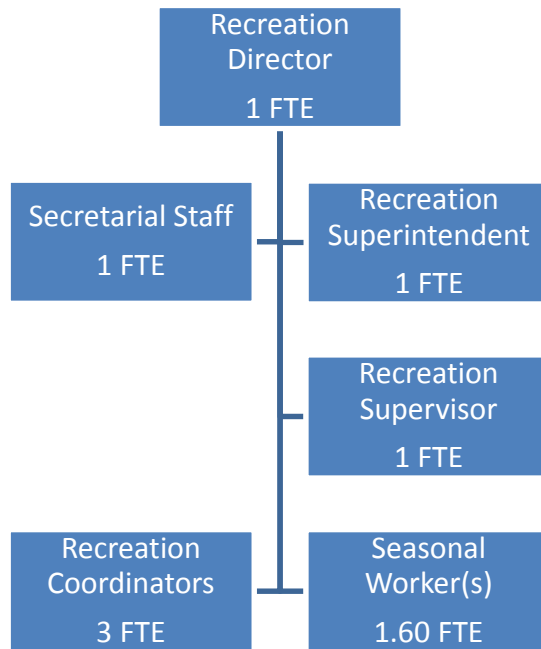 Recreation
Director
1 FTE
Secretarial Staff
1 FTE
Recreation
Superintendent
1 FTE
Recreation
Supervisor
1 FTE
Recreation
Coordinators
3 FTE
Seasonal
Worker(s)
1.60 FTE